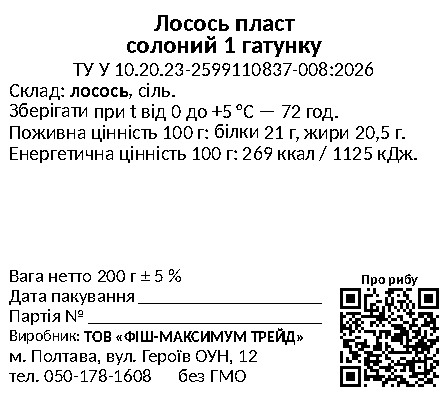 Лосось пласт
солоний 1 гатунку
ТУ У 10.20.23-2599110837-008:2026
Склад: лосось, сіль.
Зберігати при t від 0 до +5 °С — 72 год.
Поживна цінність 100 г: білки 21 г, жири 20,5 г.
Енергетична цінність 100 г: 269 ккал / 1125 кДж.
Вага нетто 200 г ± 5 %
Дата пакування ____________________
Партія № __________________________
Про рибу
Виробник: ТОВ «ФІШ-МАКСИМУМ ТРЕЙД»
м. Полтава, вул. Героїв ОУН, 12
тел. 050-178-1608 без ГМО